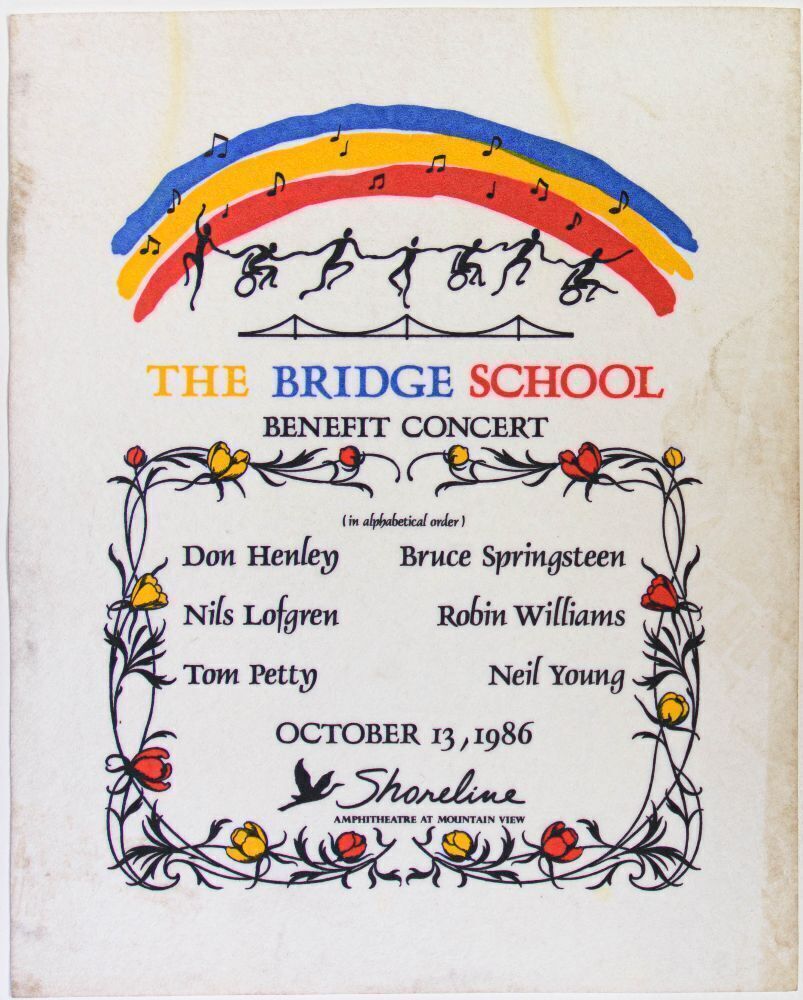 THE BRIDGE SCHOOL
BENEFIT CONCERT
(in alphabetical order)
Don Henley Bruce Springsteen
Nils Lofgren Robin Williams
Tom Petty Neil Young
OCTOBER 13, 1986
Shoreline
AMPHITHEATRE AT MOUNTAIN VIEW